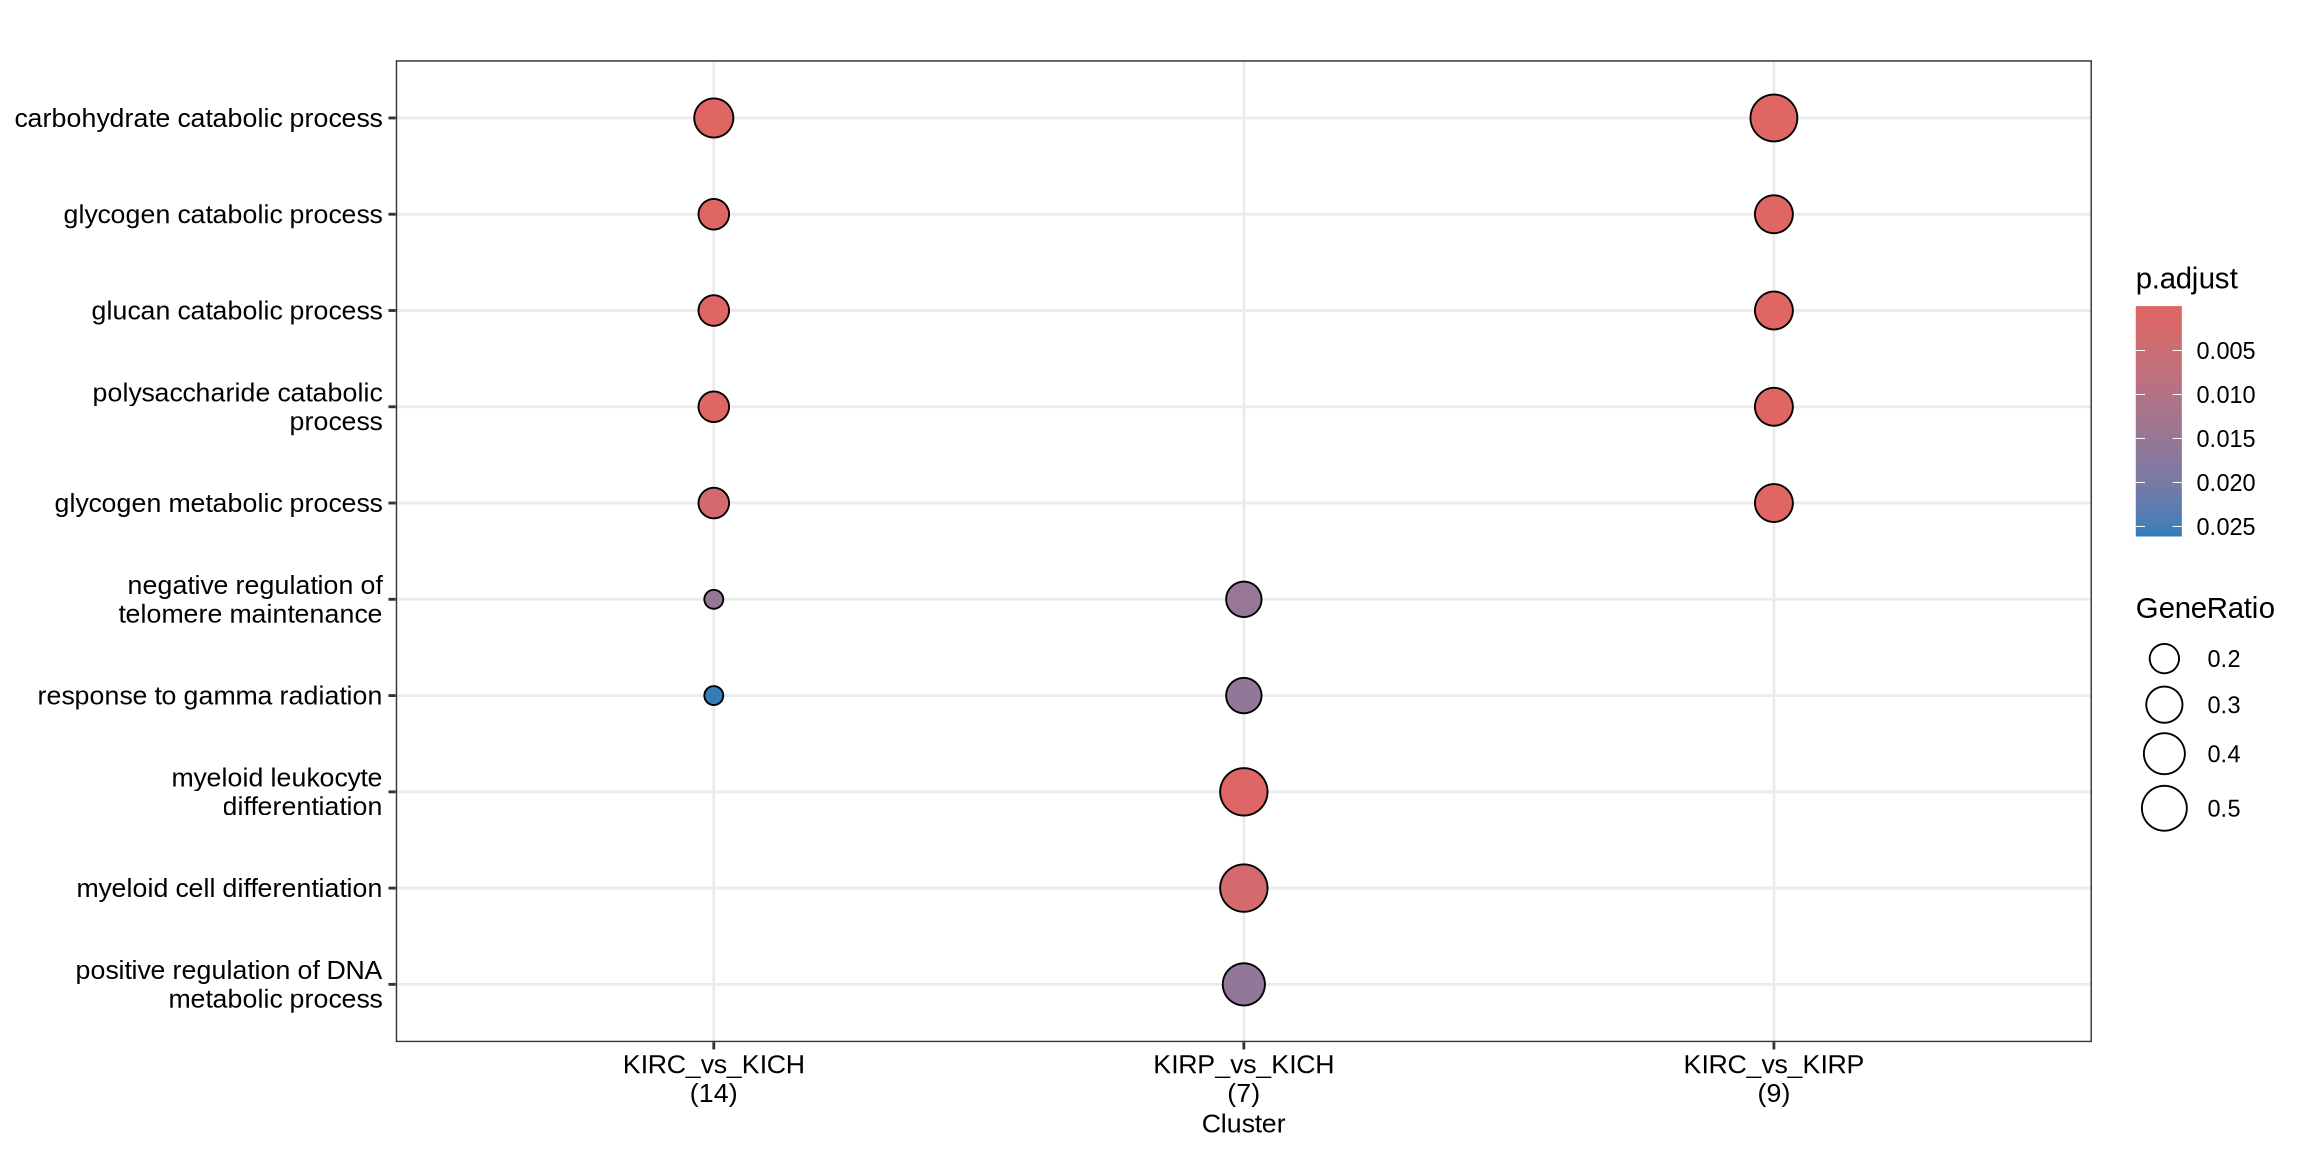 carbohydrate catabolic process
glycogen catabolic process
glucan catabolic process
polysaccharide catabolic
process
glycogen metabolic process
negative regulation of
telomere maintenance
response to gamma radiation
myeloid leukocyte
differentiation
myeloid cell differentiation
positive regulation of DNA
metabolic process
KIRC_vs_KICH
(14)
KIRP_vs_KICH
(7)
KIRC_vs_KIRP
(9)
Cluster
p.adjust
0.005
0.010
0.015
0.020
0.025
GeneRatio
0.2
0.3
0.4
0.5